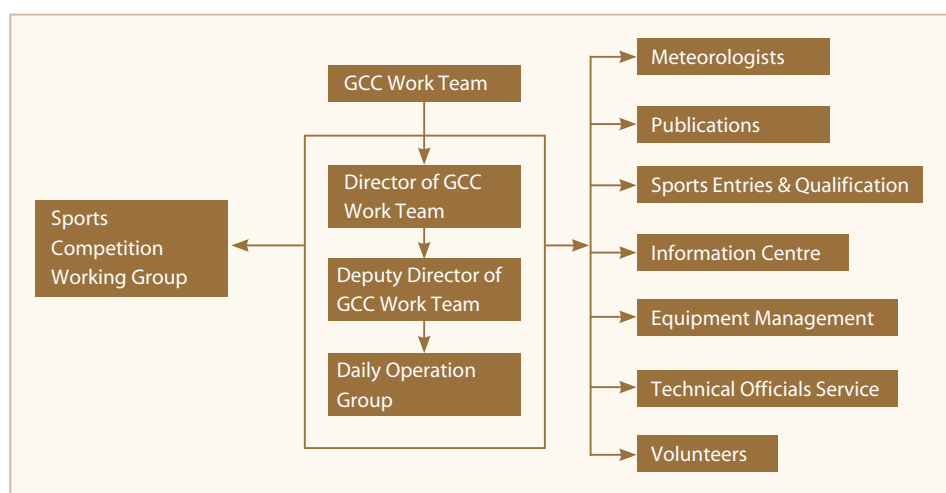 GCC Work Team
Director of GCC
Work Team
Deputy Director of
GCC Work Team
Daily Operation
Group
Sports
Competition
Working Group
Meteorologists
Publications
Sports Entries & Qualification
Information Centre
Equipment Management
Technical Officials Service
Volunteers